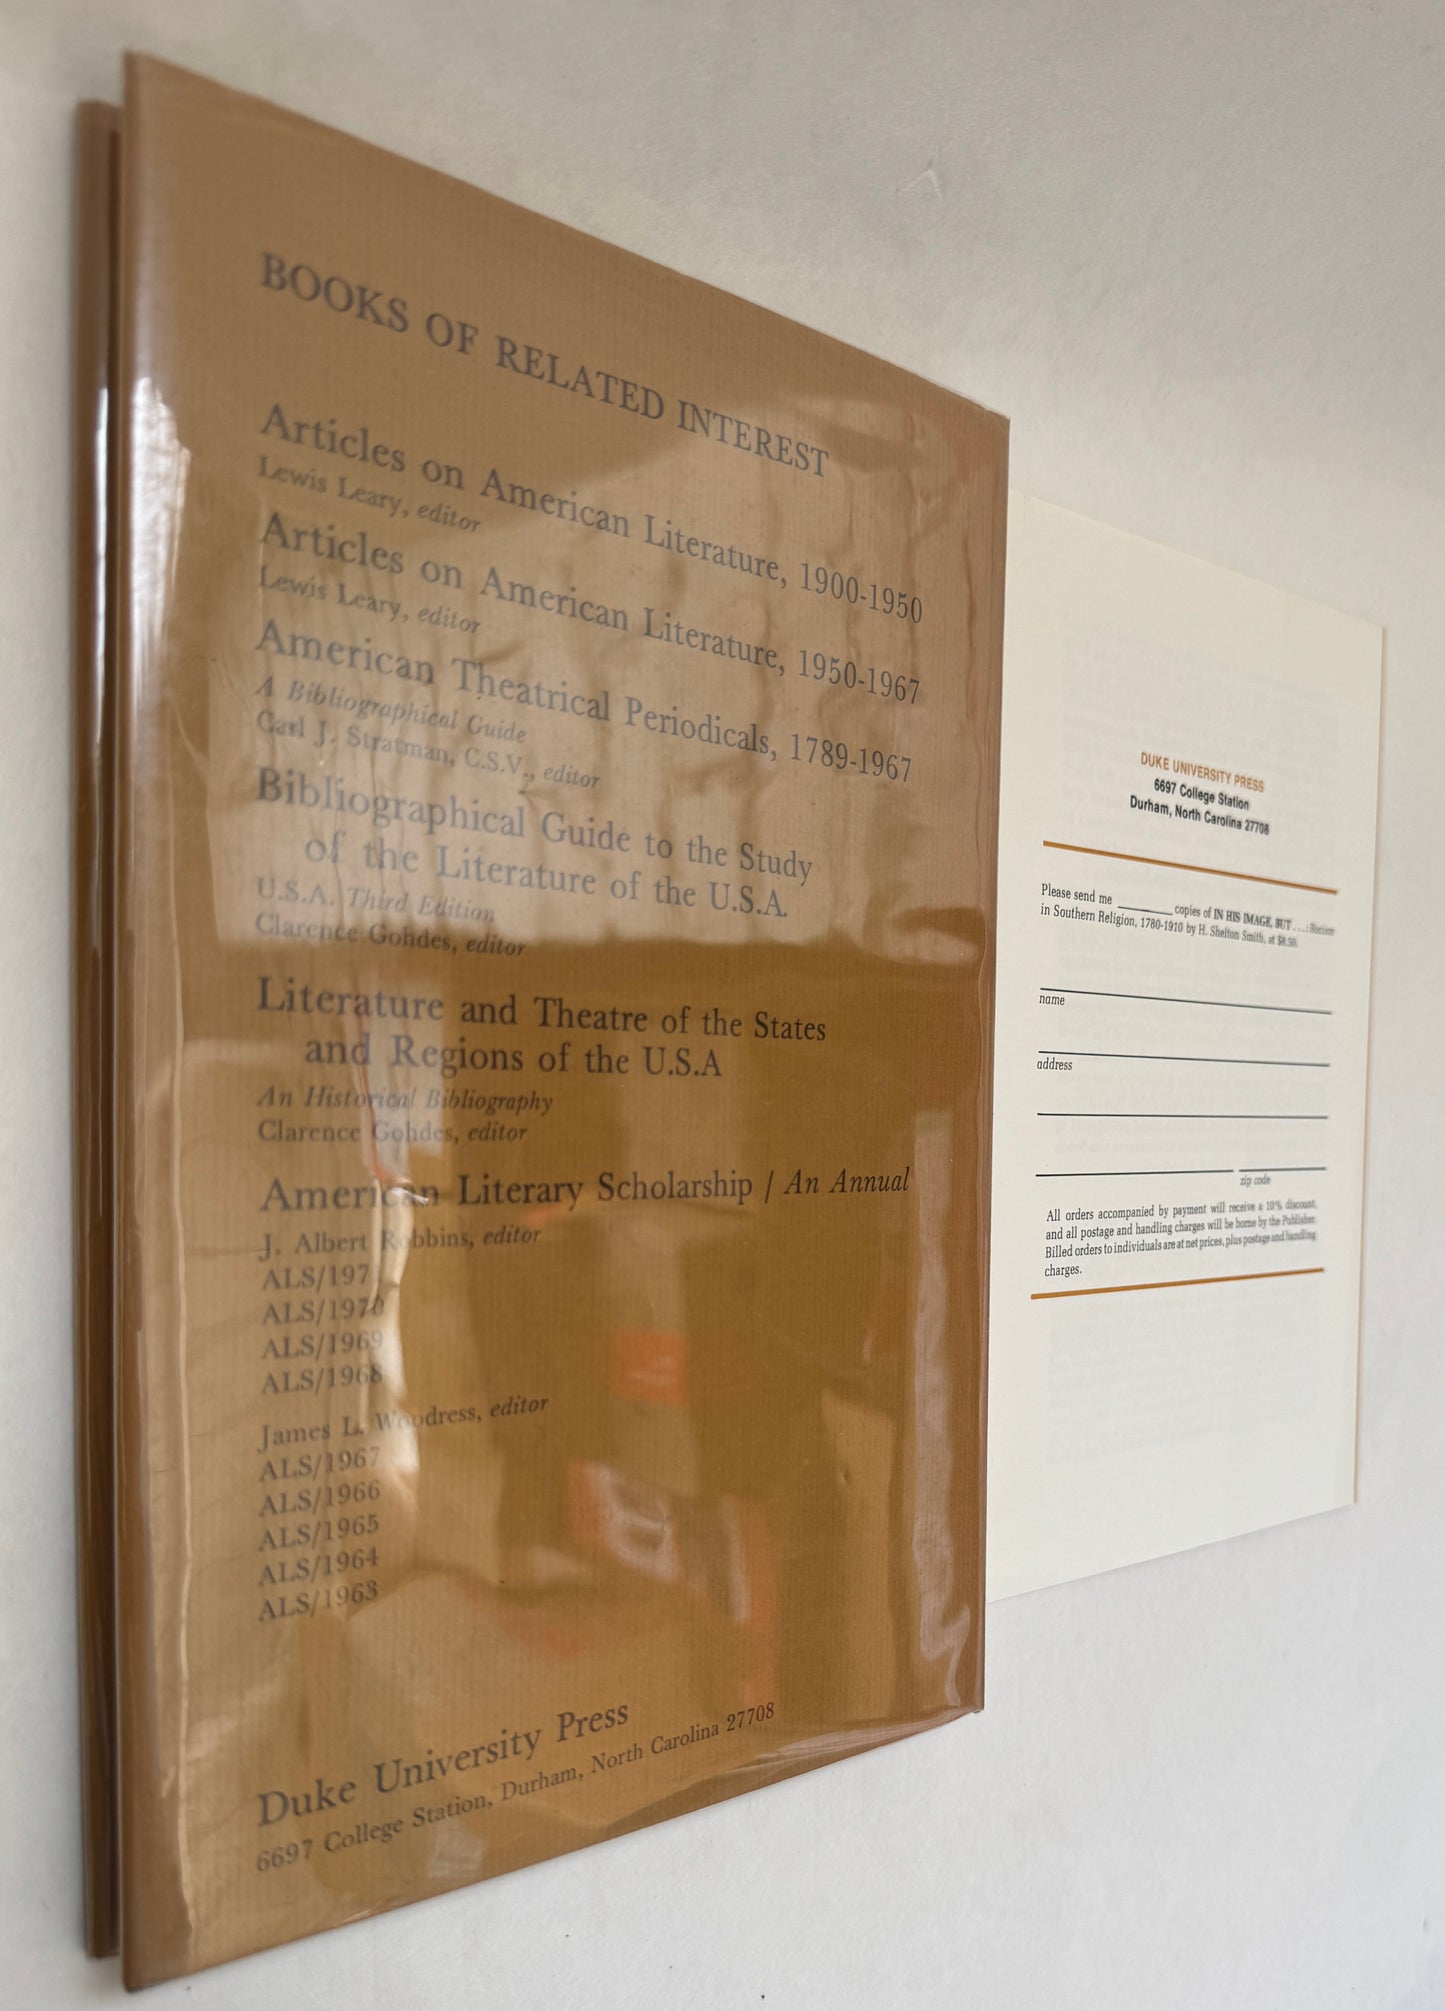 BOOKS OF RELATED INTEREST
Articles on American Literature, 1900-1950
Lewis Leary, editor
Articles on American Literature, 1950-1967
Lewis Leary, editor
American Theatrical Periodicals, 1789-1967
A Bibliographical Guide
Carl J. Stratman, C.S.V., editor
Bibliographical Guide to the Study
of the Literature of the U.S.A.
U.S.A. Third Edition
Clarence Gohdes, editor
Literature and Theatre of the States
and Regions of the U.S.A
An Historical Bibliography
Clarence Gohdes, editor
American Literary Scholarship / An Annual
J. Albert Robbins, editor
ALS/197
ALS/1970
ALS/1969
ALS/1968
James L. Woodress, editor
ALS/1967
ALS/1966
ALS/1965
ALS/1964
ALS/1963
Duke University Press
6697 College Station, Durham, North Carolina 27708
DUKE UNIVERSITY PRESS
6697 College Station
Durham, North Carolina 27708
Please send me ________ copies of IN HIS IMAGE, BUT . . . : Racism
in Southern Religion, 1780-1910 by H. Shelton Smith, at $8.50.
name
address
zip code
All orders accompanied by payment will receive a 10% discount,
and all postage and handling charges will be borne by the Publisher.
Billed orders to individuals are at net prices, plus postage and handling
charges.